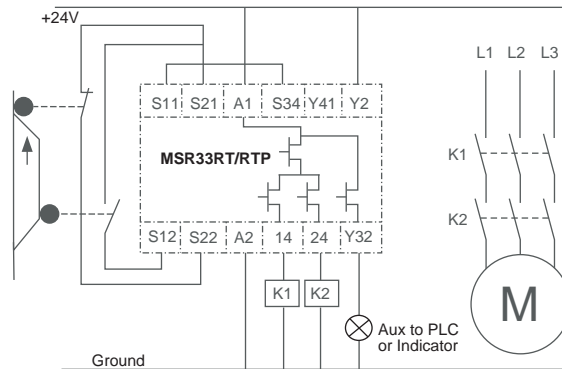 +24V
L1 L2 L3
S11 S21 A1 S34 Y41 Y2
MSR33RT/RTP
K1
K2
S12 S22 A2 14 24 Y32
K1 K2
M
Aux to PLC
or Indicator
Ground